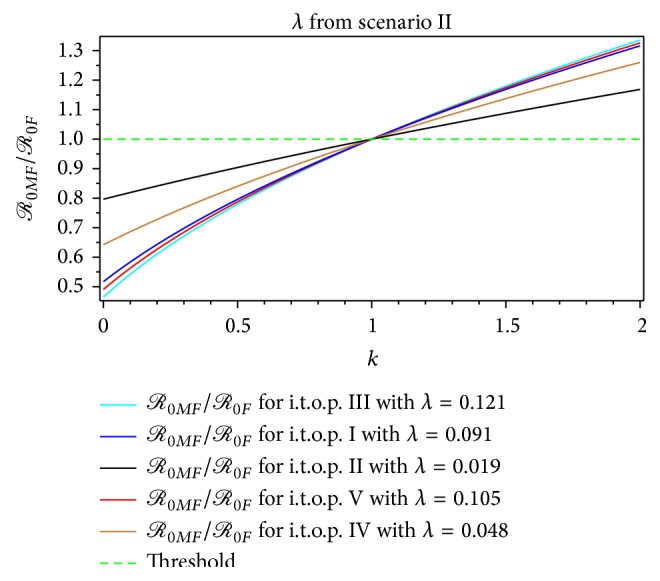 λ from scenario II
1.3
1.2
1.1
1.0
0.9
0.8
0.7
0.6
0.5
ℛ0MF/ℛ0F
0 0.5 1 1.5 2
k
ℛ0MF/ℛ0F for i.t.o.p. III with λ = 0.121
ℛ0MF/ℛ0F for i.t.o.p. I with λ = 0.091
ℛ0MF/ℛ0F for i.t.o.p. II with λ = 0.019
ℛ0MF/ℛ0F for i.t.o.p. V with λ = 0.105
ℛ0MF/ℛ0F for i.t.o.p. IV with λ = 0.048
Threshold